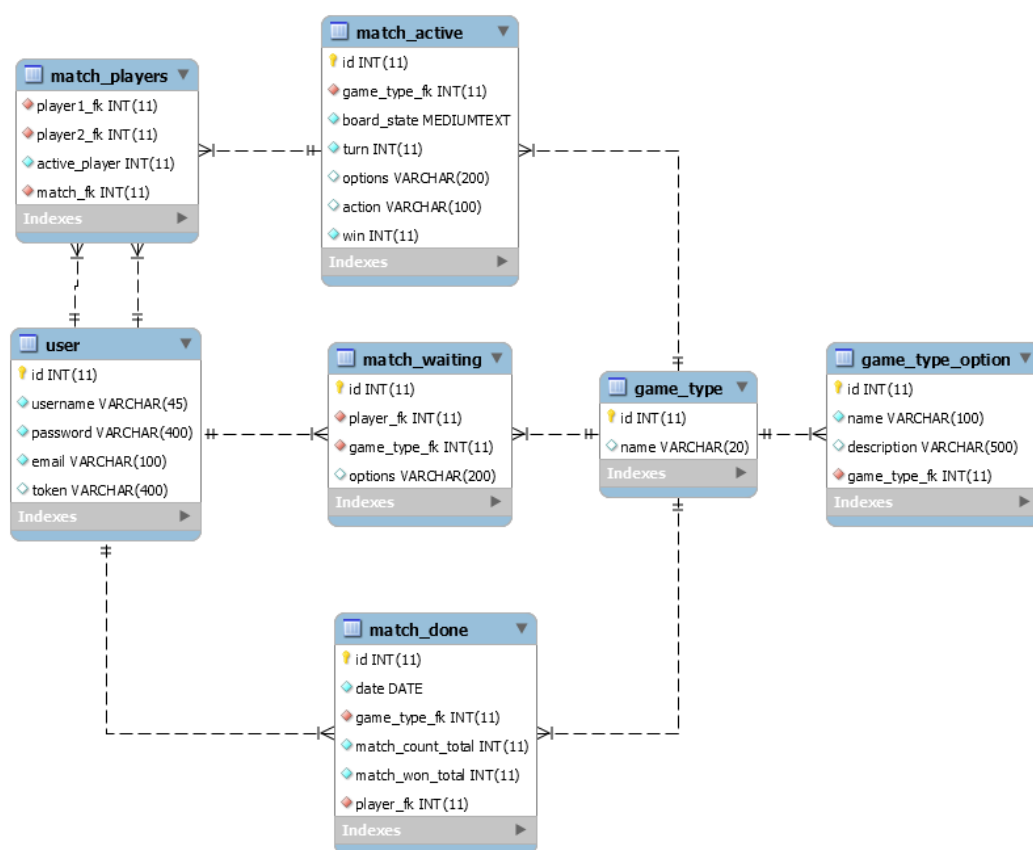 match_active
id INT(11)
game_type_fk INT(11)
board_state MEDIUMTEXT
turn INT(11)
options VARCHAR(200)
action VARCHAR(100)
win INT(11)
Indexes
match_players
player1_fk INT(11)
player2_fk INT(11)
active_player INT(11)
match_fk INT(11)
Indexes
user
id INT(11)
username VARCHAR(45)
password VARCHAR(400)
email VARCHAR(100)
token VARCHAR(400)
Indexes
match_waiting
id INT(11)
player_fk INT(11)
game_type_fk INT(11)
options VARCHAR(200)
Indexes
game_type
id INT(11)
name VARCHAR(20)
Indexes
game_type_option
id INT(11)
name VARCHAR(100)
description VARCHAR(500)
game_type_fk INT(11)
Indexes
match_done
id INT(11)
date DATE
game_type_fk INT(11)
match_count_total INT(11)
match_won_total INT(11)
player_fk INT(11)
Indexes